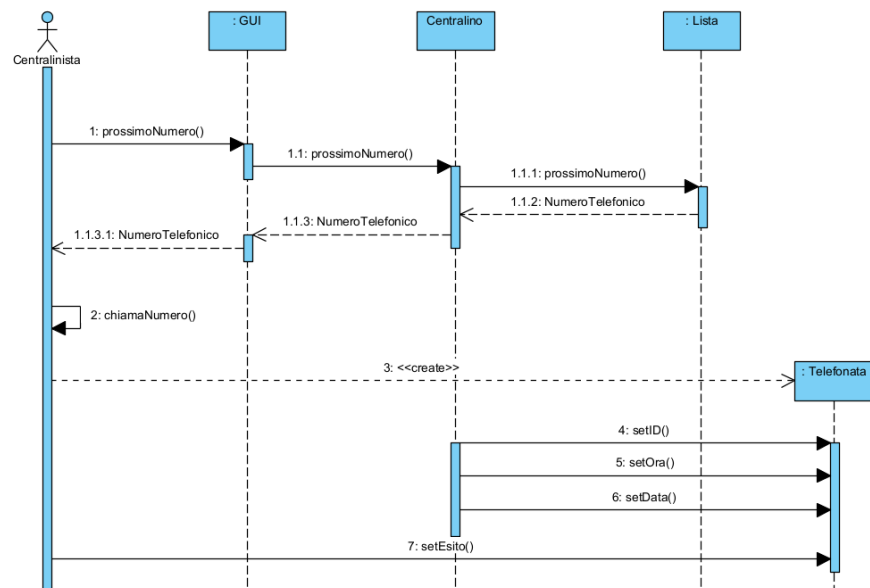 : GUI
Centralino
: Lista
Centralinista
1: prossimoNumero()
1.1: prossimoNumero()
1.1.1: prossimoNumero()
1.1.2: NumeroTelefonico
1.1.3: NumeroTelefonico
1.1.3.1: NumeroTelefonico
2: chiamaNumero()
3: <<create>>
: Telefonata
4: setID()
5: setOra()
6: setData()
7: setEsito()